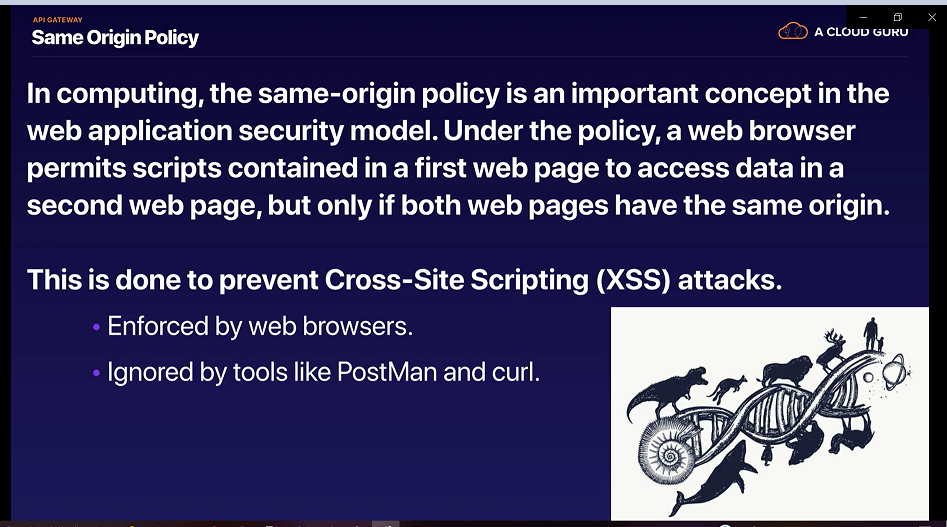 API GATEWAY
Same Origin Policy
A CLOUD GURU
In computing, the same-origin policy is an important concept in the
web application security model. Under the policy, a web browser
permits scripts contained in a first web page to access data in a
second web page, but only if both web pages have the same origin.
This is done to prevent Cross-Site Scripting (XSS) attacks.
• Enforced by web browsers.
• Ignored by tools like PostMan and curl.